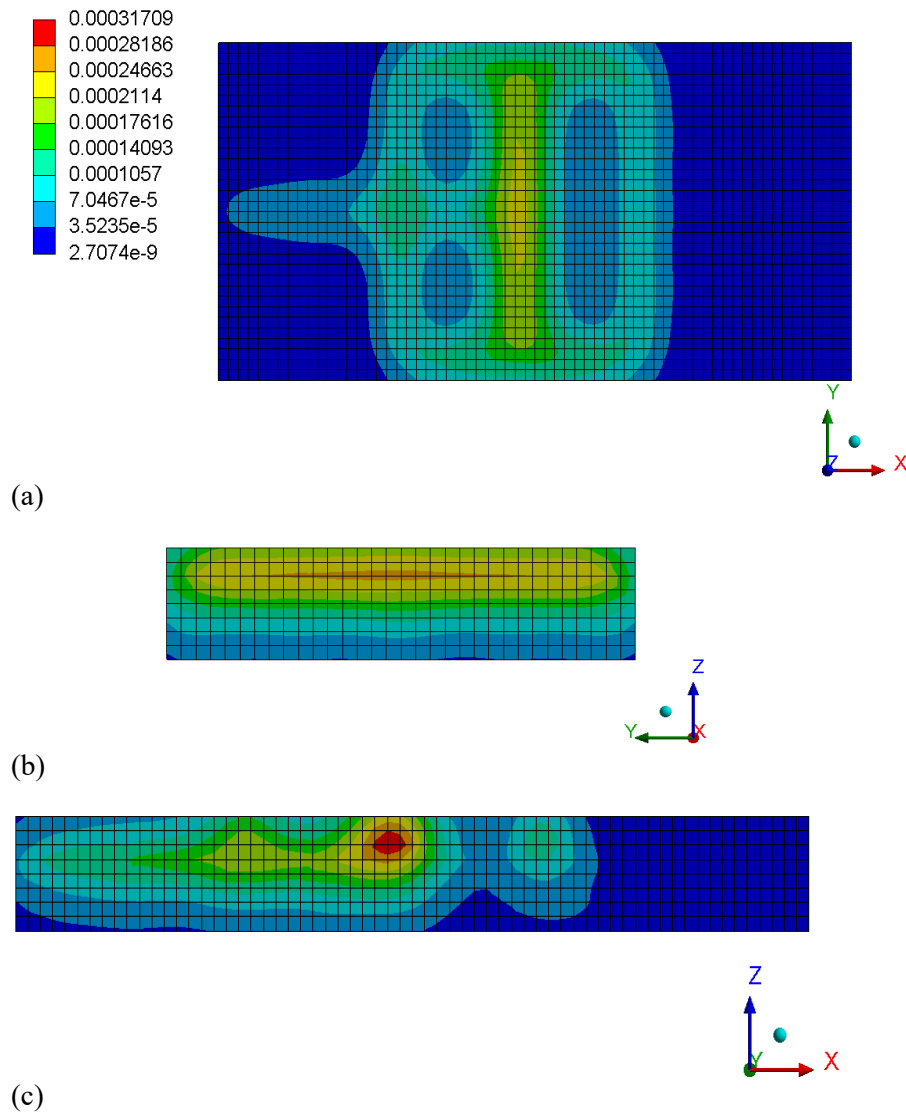 0.00031709
0.00028186
0.00024663
0.0002114
0.00017616
0.00014093
0.0001057
7.0467e-5
3.5235e-5
2.7074e-9
Y
Z
X
(a)
Z
Y
X
(b)
Z
Y
X
(c)